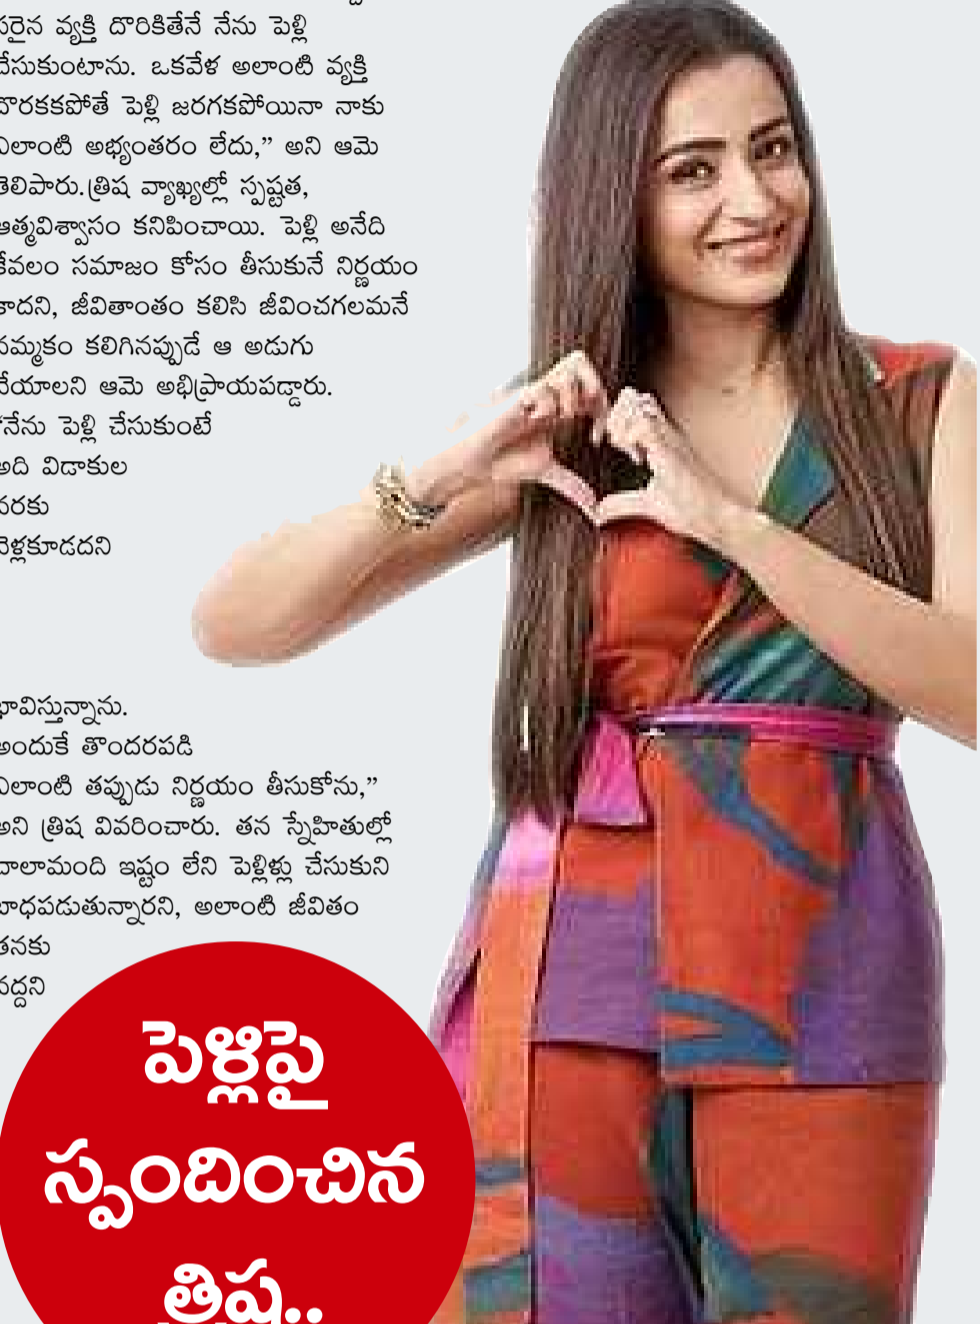 సరైన వ్యక్తి దొరికితేనే నేను పెళ్లి
చేసుకుంటాను. ఒకవేళ అలాంటి వ్యక్తి
దొరకకపోతే పెళ్లి జరగకపోయినా నాకు
ఎలాంటి అభ్యంతరం లేదు,” అని ఆమె
తెలిపారు.త్రిష వ్యాఖ్యల్లో స్పష్టత,
ఆత్మవిశ్వాసం కనిపించాయి. పెళ్లి అనేది
కేవలం సమాజం కోసం తీసుకునే నిర్ణయం
కాదని, జీవితాంతం కలిసి జీవించగలమనే
నమ్మకం కలిగినప్పుడే ఆ అడుగు
వేయాలని ఆమె అభిప్రాయపడ్డారు.
“నేను పెళ్లి చేసుకుంటే
అది విడాకుల
వరకు
వెళ్లకూడదని
భావిస్తున్నాను.
అందుకే తొందరపడి
ఎలాంటి తప్పుడు నిర్ణయం తీసుకోను,”
అని త్రిష వివరించారు. తన స్నేహితుల్లో
చాలామంది ఇష్టం లేని పెళ్లిళ్లు చేసుకుని
బాధపడుతున్నారని, అలాంటి జీవితం
తనకు
వద్దని
పెళ్లిపై
స్పందించిన
త్రిష..